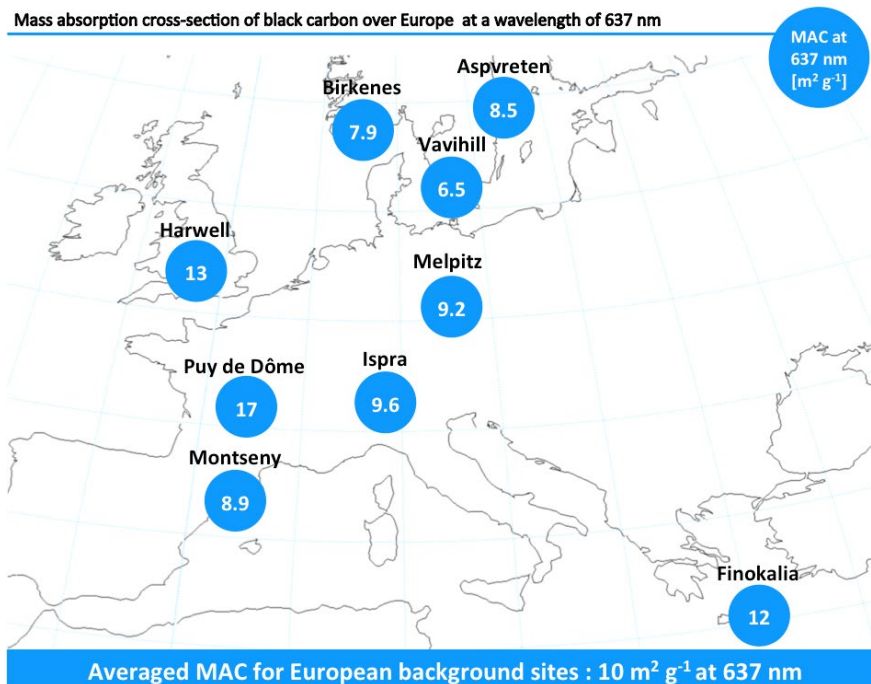 Mass absorption cross-section of black carbon over Europe at a wavelength of 637 nm
MAC at
637 nm
[m² g⁻¹]
Aspvreten
8.5
Birkenes
7.9
Vavihill
6.5
Harwell
13
Melpitz
9.2
Puy de Dôme
17
Ispra
9.6
Montseny
8.9
Finokalia
12
Averaged MAC for European background sites : 10 m² g⁻¹ at 637 nm